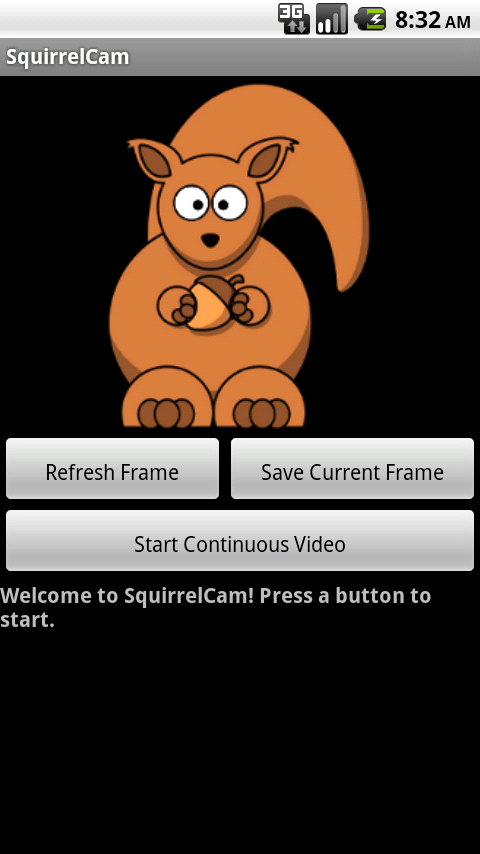 3G 8:32 AM
SquirrelCam
Refresh Frame Save Current Frame
Start Continuous Video
Welcome to SquirrelCam! Press a button to
start.